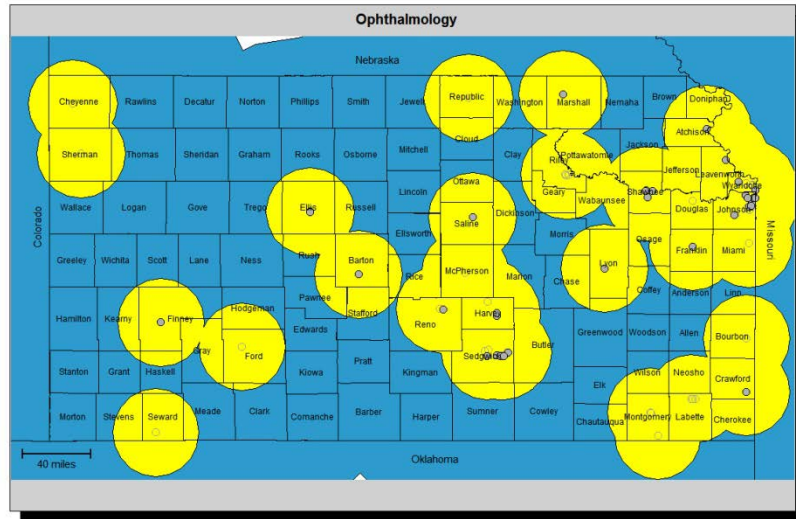 Ophthalmology
Nebraska
Cheyenne Rawlins Decatur Norton Phillips Smith Jewell Republic Washington Marshall Nemaha Brown Doniphan
Atchison
Sherman Thomas Sheridan Graham Rooks Osborne Mitchell Cloud Clay Riley Pottawatomie Jackson Jefferson Leavenworth Wyandotte
Ottawa
Lincoln Geary Wabaunsee Shawnee Douglas Johnson
Wallace Logan Gove Trego Ellis Russell Saline Dickinson
Ellsworth Morris
Colorado Missouri
Greeley Wichita Scott Lane Ness Rush Barton McPherson Marion Lyon Osage Franklin Miami
Rice Chase
Hamilton Kearny Finney Hodgeman Pawnee Stafford Reno Harvey Coffey Anderson Linn
Gray Ford Edwards Sedgwick Butler Greenwood Woodson Allen Bourbon
Stanton Grant Haskell Kiowa Pratt Kingman Elk Wilson Neosho Crawford
Morton Stevens Seward Meade Clark Comanche Barber Harper Sumner Cowley Chautauqua Montgomery Labette Cherokee
40 miles
Oklahoma